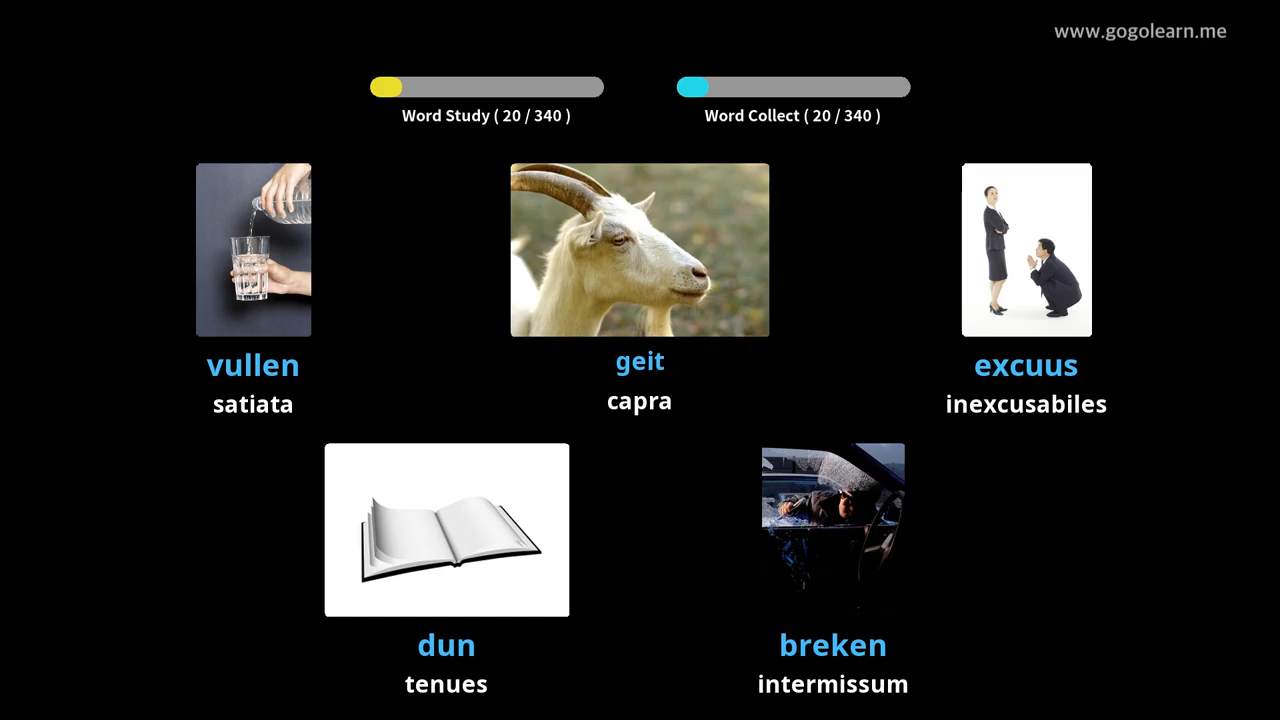 www.gogolearn.me
Word Study ( 20 / 340 )
Word Collect ( 20 / 340 )
vullen
satiata
geit
capra
excuus
inexcusabiles
dun
tenues
breken
intermissum